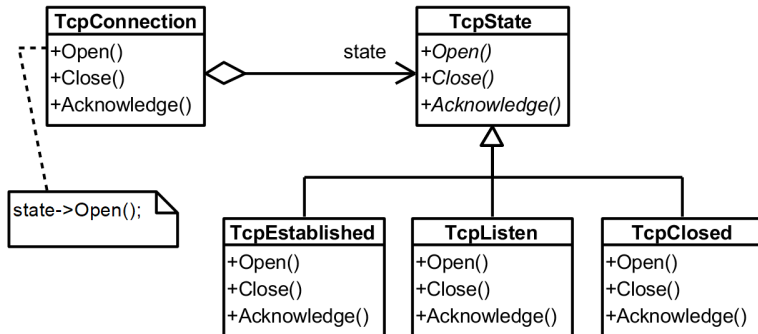 TcpConnection
+Open()
+Close()
+Acknowledge()
state
TcpState
+Open()
+Close()
+Acknowledge()
state->Open();
TcpEstablished
+Open()
+Close()
+Acknowledge()
TcpListen
+Open()
+Close()
+Acknowledge()
TcpClosed
+Open()
+Close()
+Acknowledge()